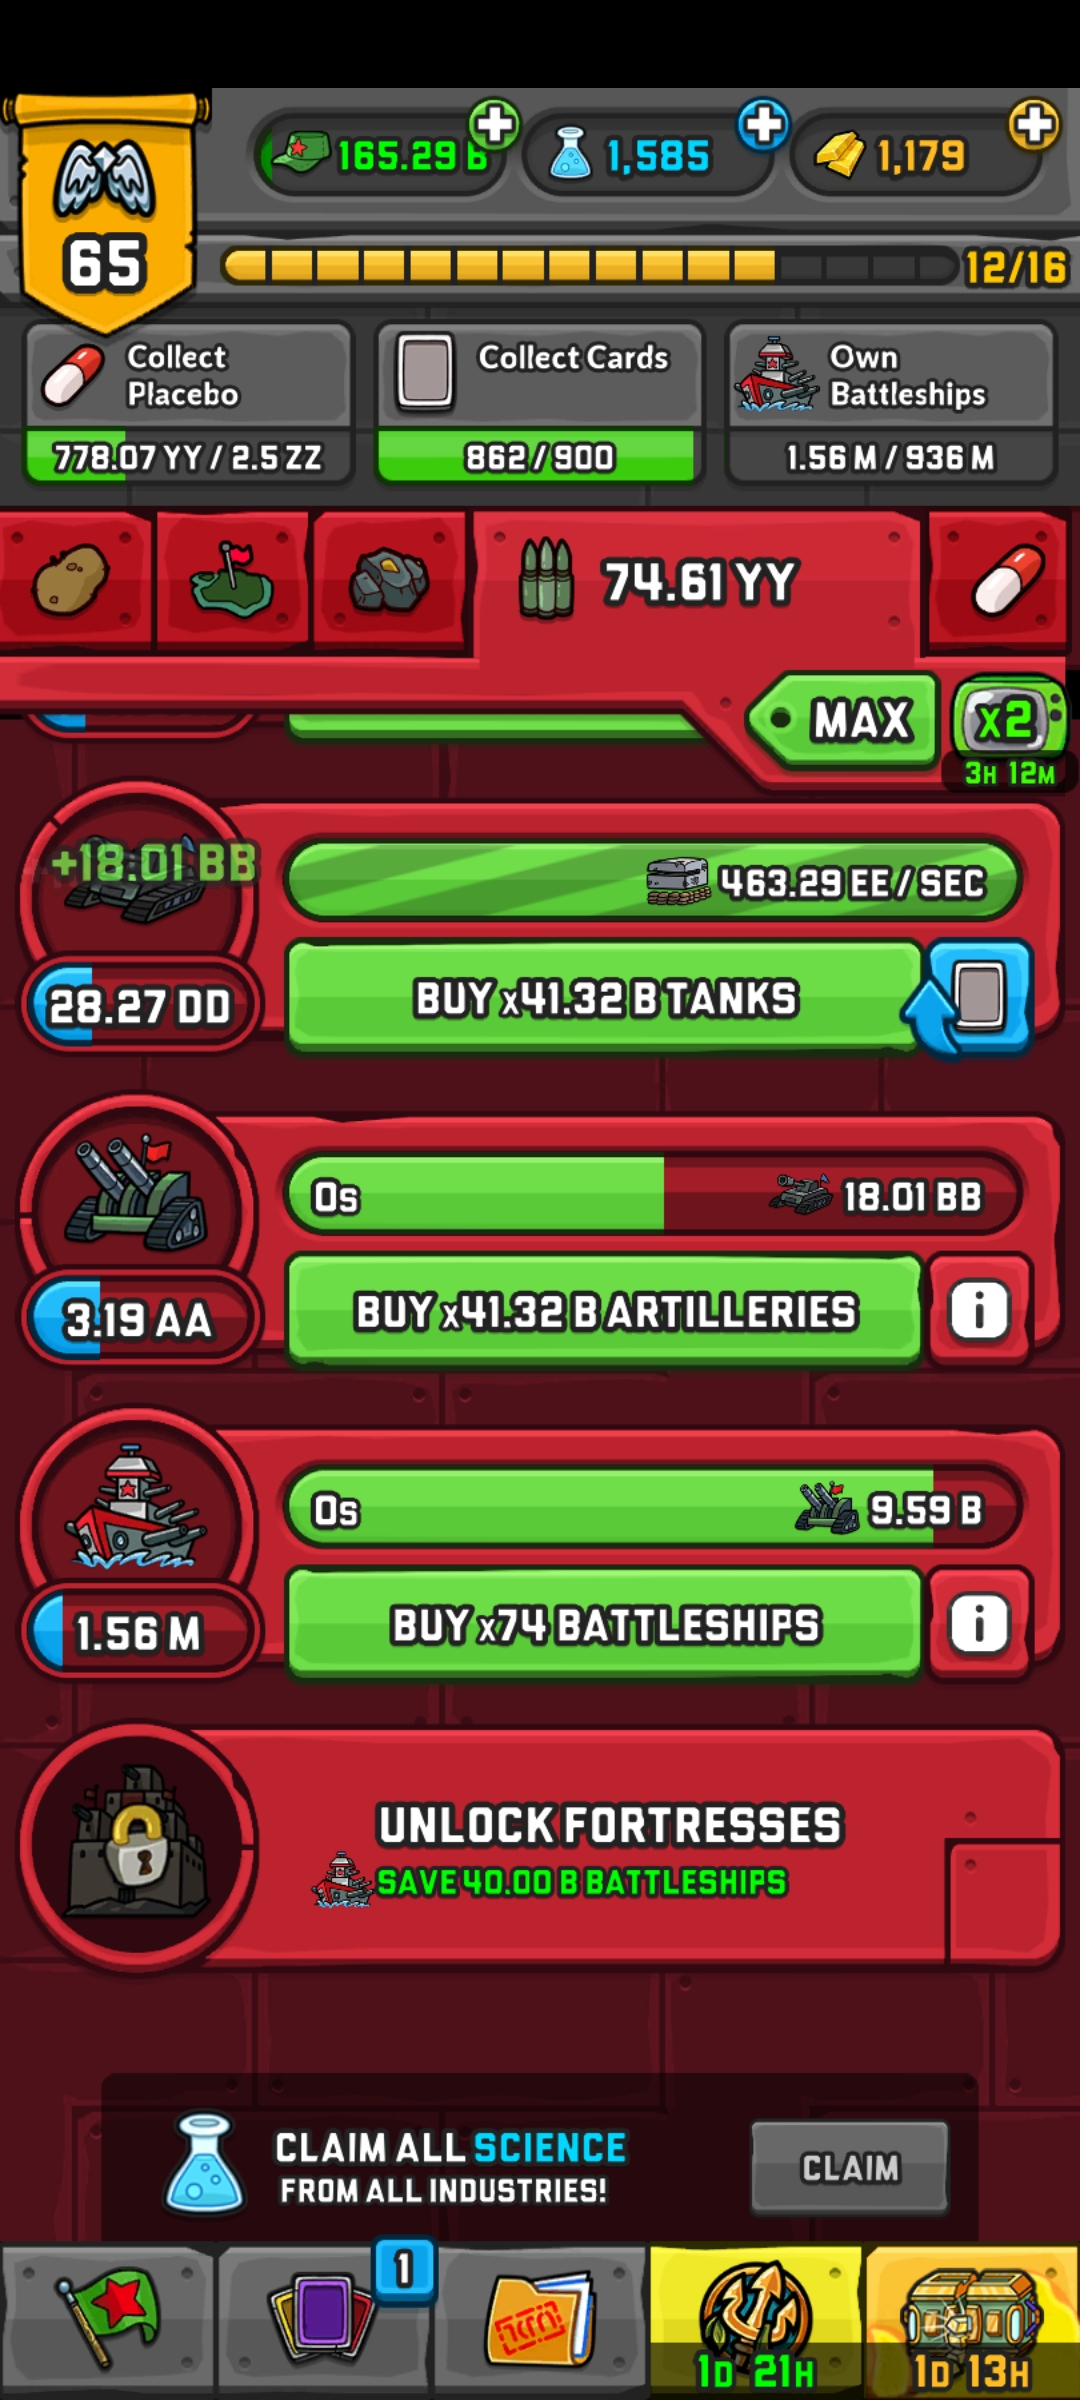 65
165.29 B
1,585
1,179
12/16
Collect
Placebo
778.07 YY / 2.5 ZZ
Collect Cards
862/900
Own
Battleships
1.56 M / 936 M
74.61 YY
MAX
x2
3H 12M
+18.01 BB
463.29 EE / SEC
28.27 DD
BUY x41.32 B TANKS
0s
18.01 BB
3.19 AA
BUY x41.32 B ARTILLERIES
i
0s
9.59 B
1.56 M
BUY x74 BATTLESHIPS
i
UNLOCK FORTRESSES
SAVE 40.00 B BATTLESHIPS
CLAIM ALL SCIENCE
FROM ALL INDUSTRIES!
CLAIM
1
1D 21H
1D 13H